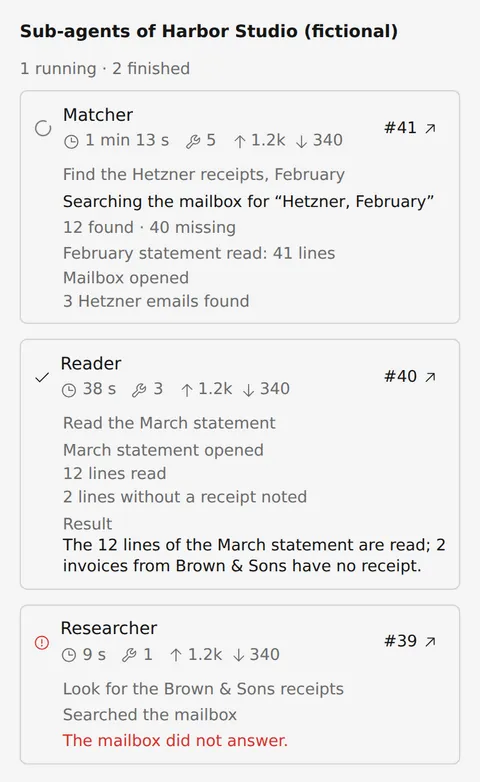 Sub-agents of Harbor Studio (fictional)
1 running · 2 finished
Matcher
#41 ↗
1 min 13 s 5 ↑ 1.2k ↓ 340
Find the Hetzner receipts, February
Searching the mailbox for “Hetzner, February”
12 found · 40 missing
February statement read: 41 lines
Mailbox opened
3 Hetzner emails found
Reader
#40 ↗
38 s 3 ↑ 1.2k ↓ 340
Read the March statement
March statement opened
12 lines read
2 lines without a receipt noted
Result
The 12 lines of the March statement are read; 2
invoices from Brown & Sons have no receipt.
Researcher
#39 ↗
9 s 1 ↑ 1.2k ↓ 340
Look for the Brown & Sons receipts
Searched the mailbox
The mailbox did not answer.